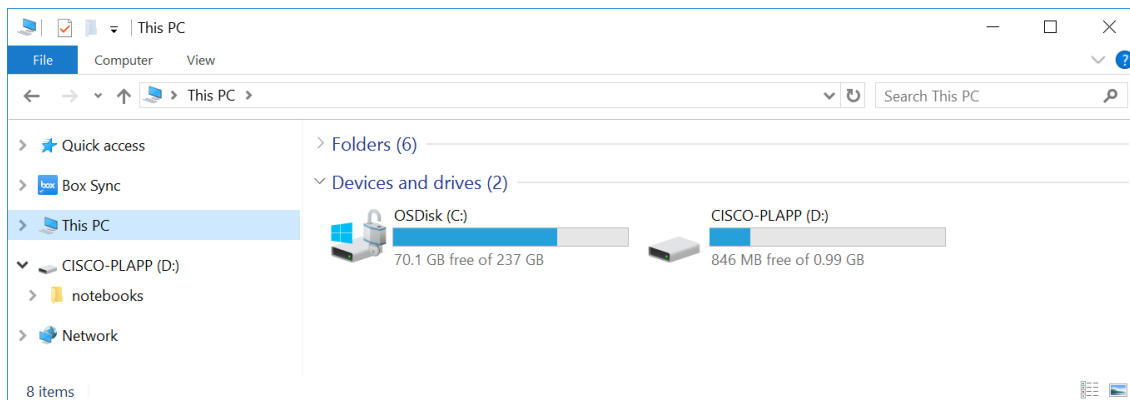 This PC
File Computer View
This PC
Search This PC
Quick access
box Box Sync
This PC
CISCO-PLAPP (D:)
notebooks
Network
Folders (6)
Devices and drives (2)
OSDisk (C:)
70.1 GB free of 237 GB
CISCO-PLAPP (D:)
846 MB free of 0.99 GB
8 items